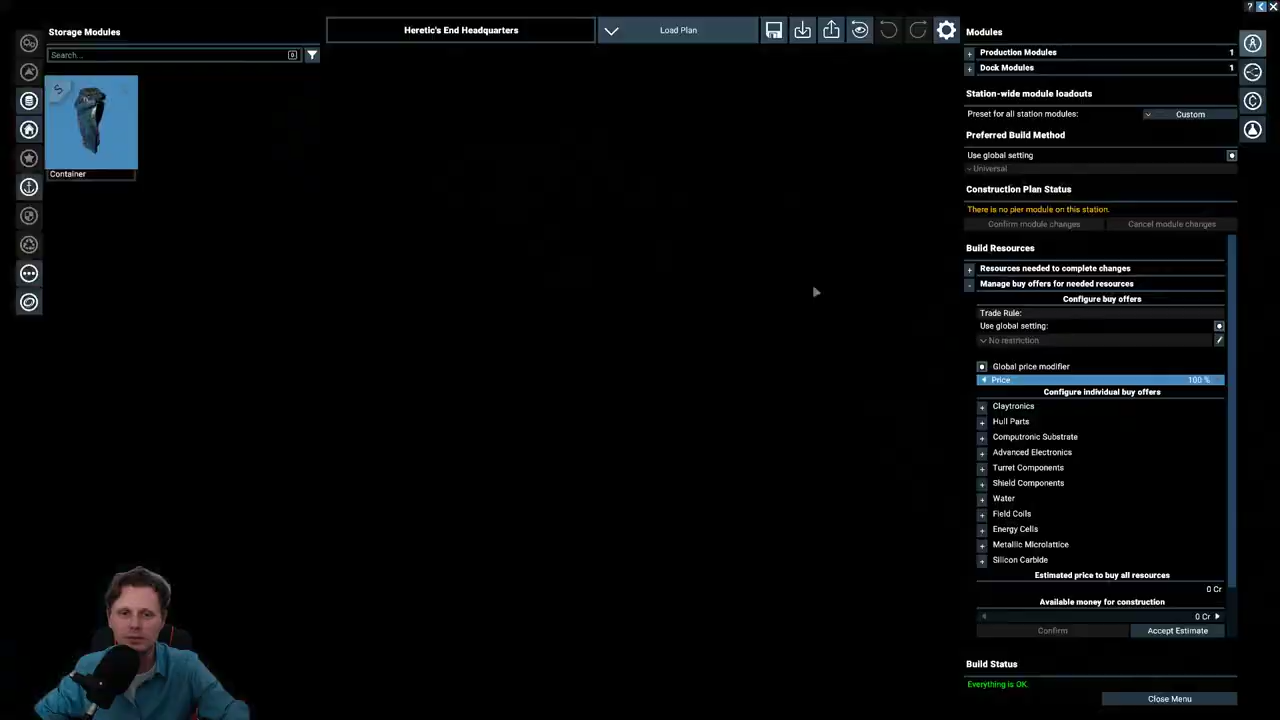 Storage Modules
Search...
0
S
Container
Heretic's End Headquarters
Load Plan
?
Modules
Production Modules 1
Dock Modules 1
Station-wide module loadouts
Preset for all station modules: Custom
Preferred Build Method
Use global setting
Universal
Construction Plan Status
There is no pier module on this station.
Confirm module changes Cancel module changes
Build Resources
Resources needed to complete changes
Manage buy offers for needed resources
Configure buy offers
Trade Rule:
Use global setting:
No restriction
Global price modifier
Price 100 %
Configure individual buy offers
Claytronics
Hull Parts
Computronic Substrate
Advanced Electronics
Turret Components
Shield Components
Water
Field Coils
Energy Cells
Metallic Microlattice
Silicon Carbide
Estimated price to buy all resources
0 Cr
Available money for construction
0 Cr
Confirm Accept Estimate
Build Status
Everything is OK.
Close Menu